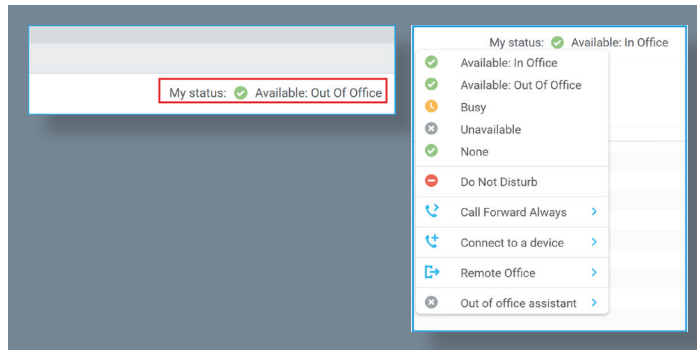 My status: Available: Out Of Office
My status: Available: In Office
Available: In Office
Available: Out Of Office
Busy
Unavailable
None
Do Not Disturb
Call Forward Always
Connect to a device
Remote Office
Out of office assistant